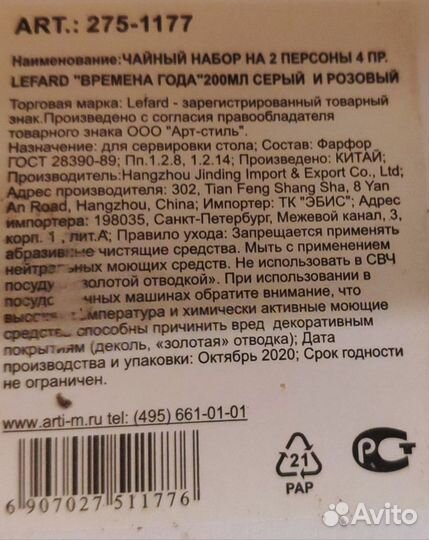 ART.: 275-1177
Наименование:ЧАЙНЫЙ НАБОР НА 2 ПЕРСОНЫ 4 ПР.
LEFARD "ВРЕМЕНА ГОДА"200МЛ СЕРЫЙ И РОЗОВЫЙ
Торговая марка: Lefard - зарегистрированный товарный
знак.Произведено с согласия правообладателя
товарного знака ООО "Арт-стиль".
Назначение: для сервировки стола; Состав: Фарфор
ГОСТ 28390-89; Пп.1.2.8, 1.2.14; Произведено: КИТАЙ;
Производитель:Hangzhou Jinding Import & Export Co., Ltd;
Адрес производителя: 302, Tian Feng Shang Sha, 8 Yan
An Road, Hangzhou, China; Импортер: ТК "ЭБИС"; Адрес
импортера: 198035, Санкт-Петербург, Межевой канал, 3,
корп. 1, лит.А; Правило ухода: Запрещается применять
абразивные чистящие средства. Мыть с применением
нейтральных моющих средств. Не использовать в СВЧ
посуду золотой отводкой». При использовании в
посудомоечных машинах обратите внимание, что
высокая температура и химически активные моющие
средства способны причинить вред декоративным
покрытиям (деколь, «золотая» отводка); Дата
производства и упаковки: Октябрь 2020; Срок годности
не ограничен.
www.arti-m.ru tel: (495) 661-01-01
6 907027 511776
21
PAP
РСТ
Avito